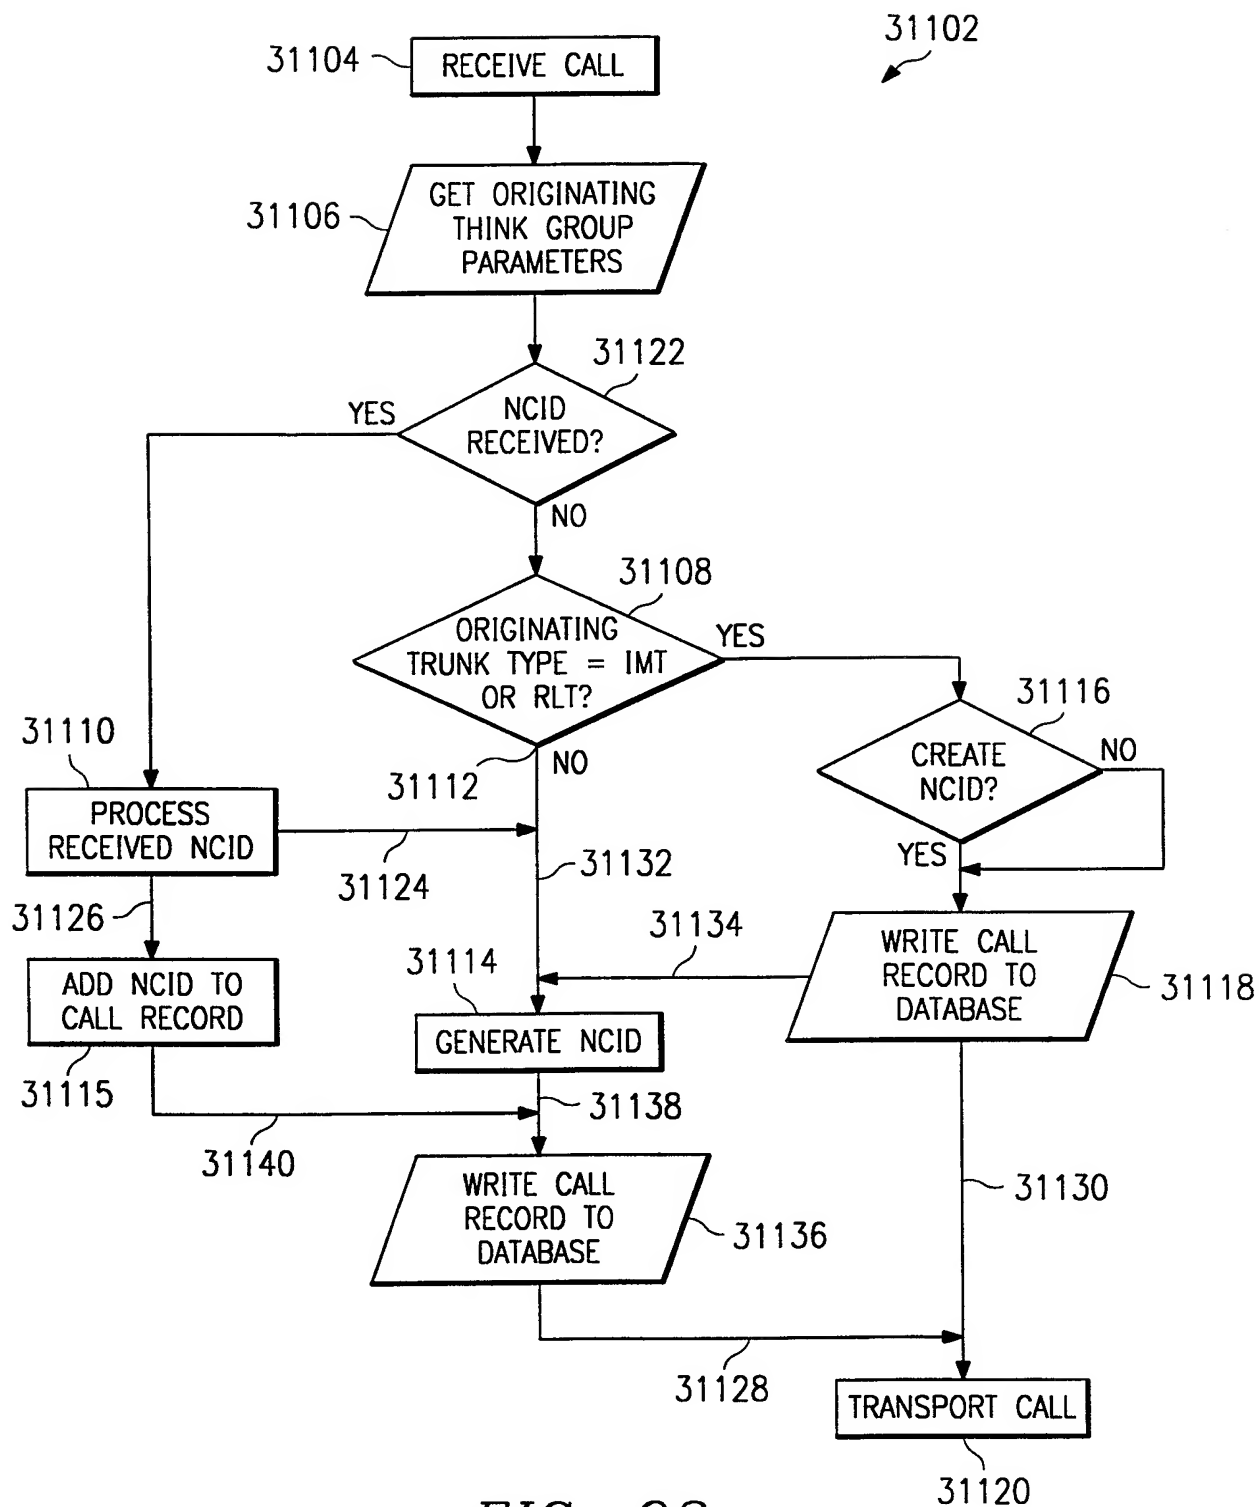 31102
31104
RECEIVE CALL
31106
GET ORIGINATING
THINK GROUP
PARAMETERS
31122
YES
NCID
RECEIVED?
NO
31108
ORIGINATING
TRUNK TYPE = IMT
OR RLT?
YES
31116
31110
31112
NO
CREATE
NCID?
NO
PROCESS
RECEIVED NCID
31124
31132
YES
31126
31134
31114
WRITE CALL
RECORD TO
DATABASE
31118
ADD NCID TO
CALL RECORD
GENERATE NCID
31115
31138
31140
WRITE CALL
RECORD TO
DATABASE
31136
31130
31128
TRANSPORT CALL
31120